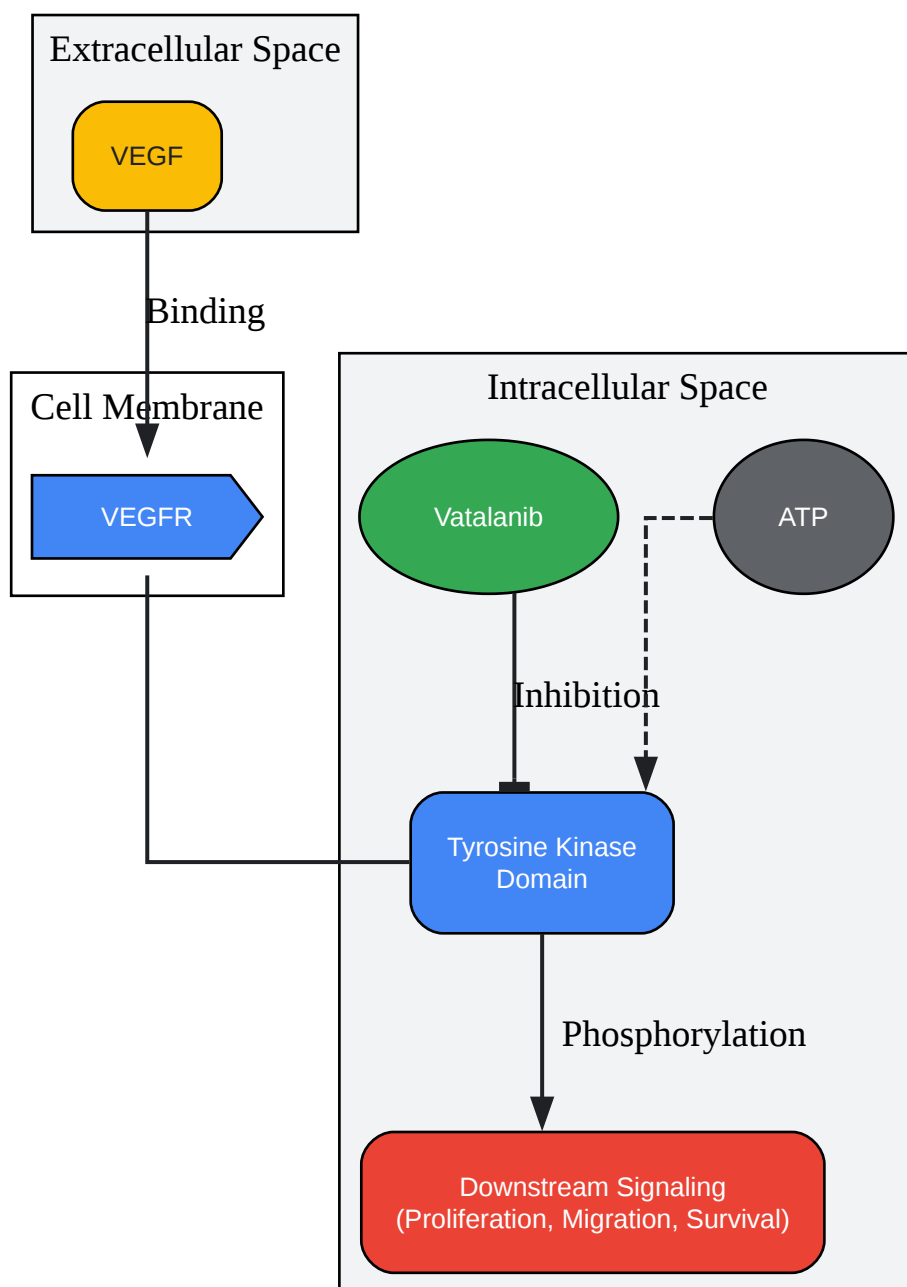 Extracellular Space
VEGF
Binding
Cell Membrane
VEGFR
Intracellular Space
Vatalanib
ATP
Inhibition
Tyrosine Kinase
Domain
Phosphorylation
Downstream Signaling
(Proliferation, Migration, Survival)